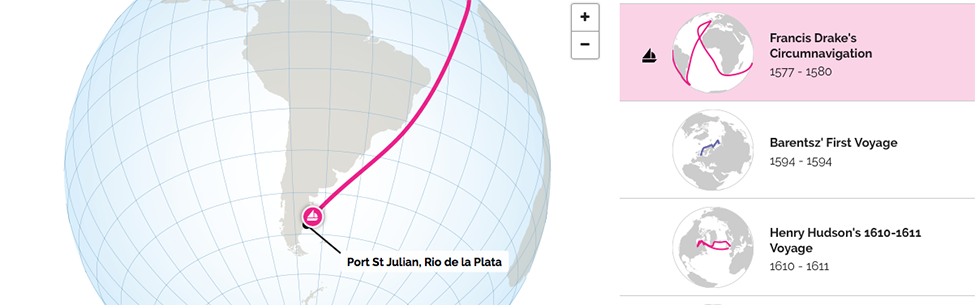 Port St Julian, Rio de la Plata
+
−
Francis Drake's
Circumnavigation
1577 - 1580
Barentsz' First Voyage
1594 - 1594
Henry Hudson's 1610-1611
Voyage
1610 - 1611